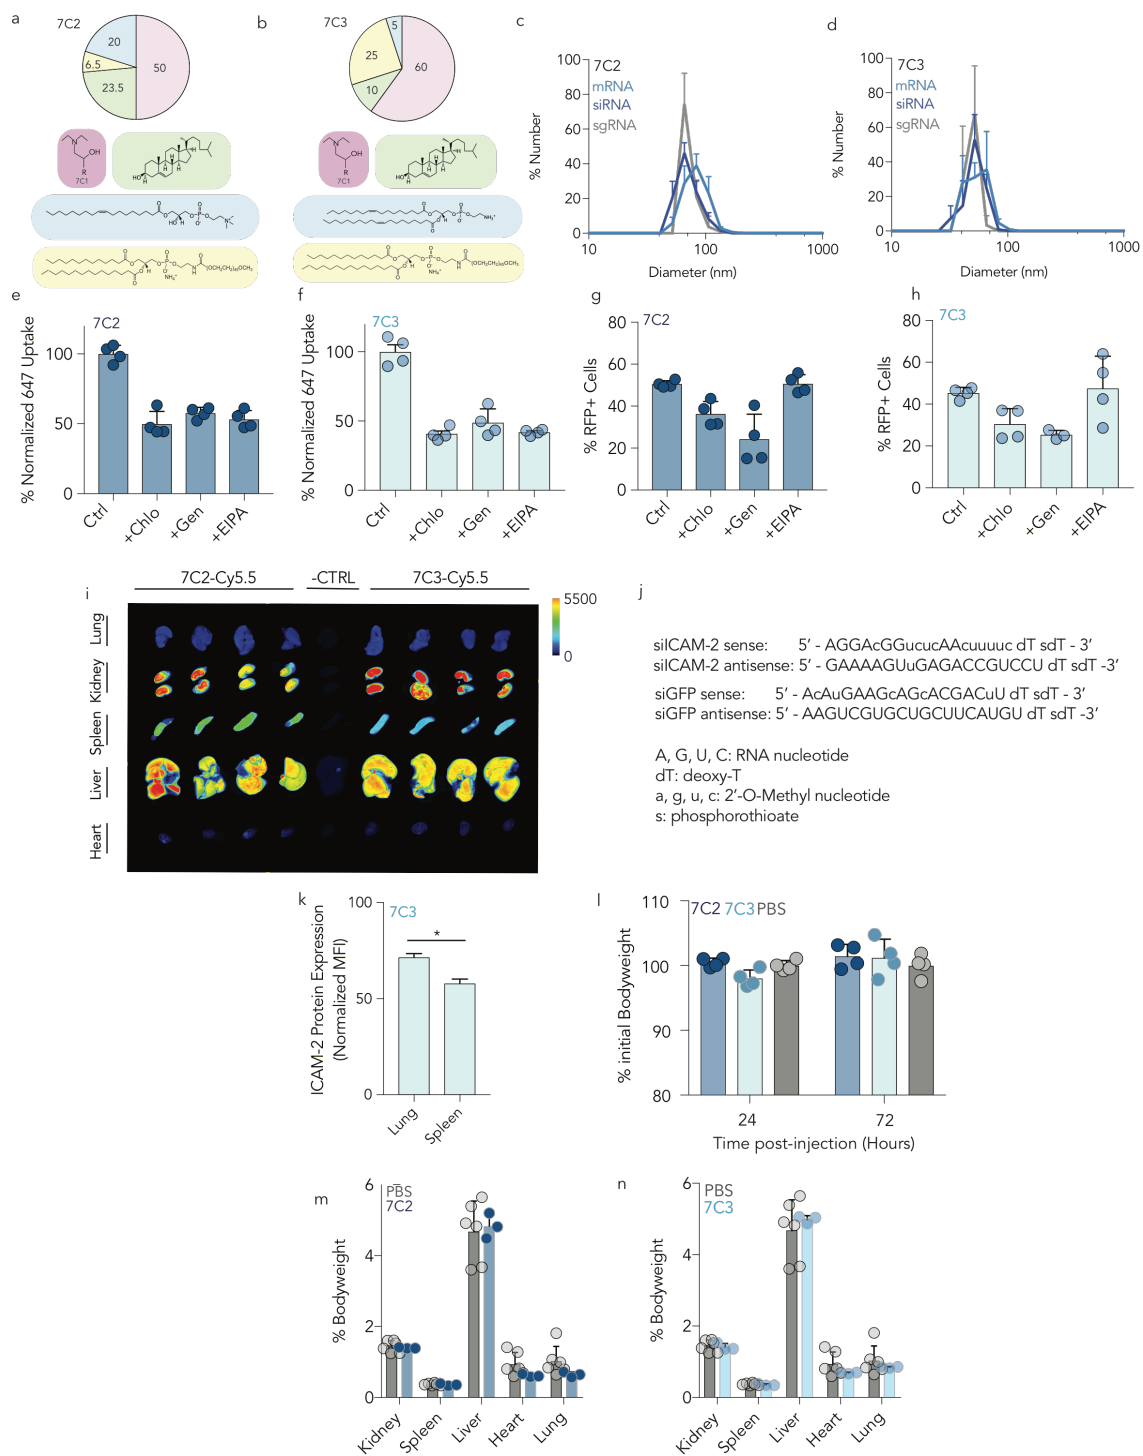 a
7C2
20
6.5
23.5
50
b
7C3
5
25
10
60
OH
R
7C1
OH
R
7C1
c
% Number
100
80
60
40
20
0
7C2
mRNA
siRNA
sgRNA
10
100
1000
Diameter (nm)
d
% Number
100
80
60
40
20
0
7C3
mRNA
siRNA
sgRNA
10
100
1000
Diameter (nm)
e
7C2
% Normalized 647 Uptake
100
50
0
Ctrl
+Chlo
+Gen
+EIPA
f
7C3
% Normalized 647 Uptake
100
50
0
Ctrl
+Chlo
+Gen
+EIPA
g
7C2
% RFP+ Cells
80
60
40
20
0
Ctrl
+Chlo
+Gen
+EIPA
h
7C3
% RFP+ Cells
80
60
40
20
0
Ctrl
+Chlo
+Gen
+EIPA
i
7C2-Cy5.5
-CTRL
7C3-Cy5.5
5500
0
Lung
Kidney
Spleen
Liver
Heart
j
siICAM-2 sense: 5' - AGGAcGGucucAAcuuuuc dT sdT - 3'
siICAM-2 antisense: 5' - GAAAAGUuGAGACCGUCCU dT sdT -3'
siGFP sense: 5' - AcAuGAAGcAGcACGACuU dT sdT - 3'
siGFP antisense: 5' - AAGUCGUGCUGCUUCAUGU dT sdT -3'
A, G, U, C: RNA nucleotide
dT: deoxy-T
a, g, u, c: 2'-O-Methyl nucleotide
s: phosphorothioate
k
7C3
ICAM-2 Protein Expression
(Normalized MFI)
100
50
0
*
Lung
Spleen
l
7C2 7C3 PBS
% initial Bodyweight
110
100
90
80
24
72
Time post-injection (Hours)
m
PBS
7C2
% Bodyweight
6
4
2
0
Kidney
Spleen
Liver
Heart
Lung
n
PBS
7C3
% Bodyweight
6
4
2
0
Kidney
Spleen
Liver
Heart
Lung